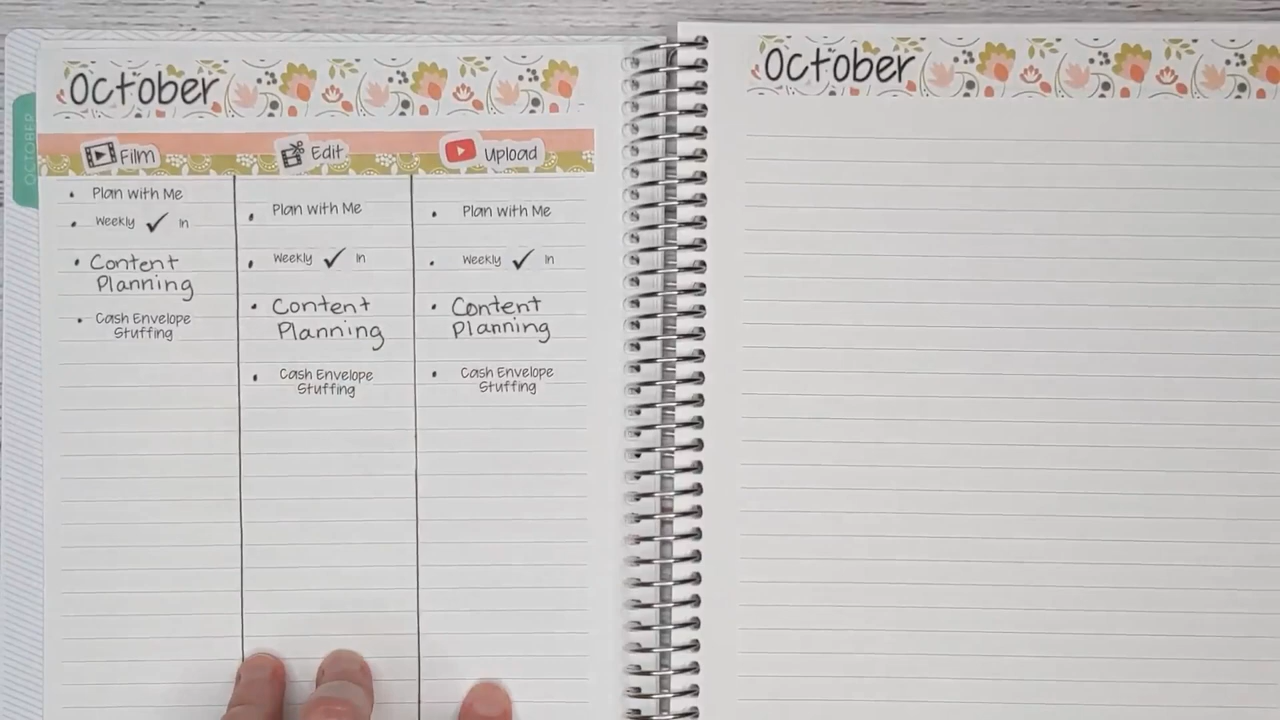 October
OCTOBER
Film
Plan with Me
Weekly ✓ In
Content
Planning
Cash Envelope
Stuffing
Edit
Plan with Me
Weekly ✓ In
Content
Planning
Cash Envelope
Stuffing
Upload
Plan with Me
Weekly ✓ In
Content
Planning
Cash Envelope
Stuffing
October